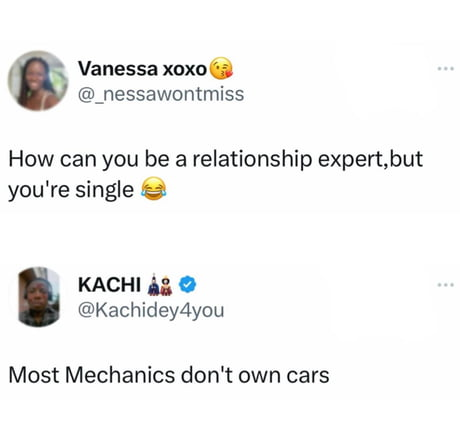 Vanessa xoxo😘
@_nessawontmiss
How can you be a relationship expert,but
you're single 😂
KACHI 🎎
@Kachidey4you
Most Mechanics don't own cars